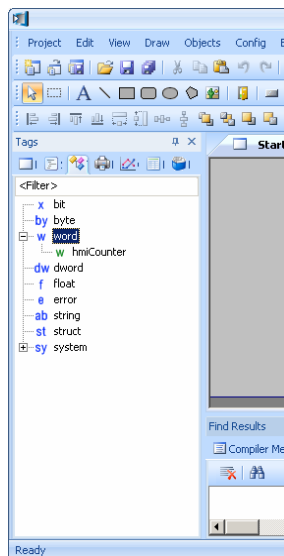 Project Edit View Draw Objects Config
Tags
Start
<Filter>
x bit
by byte
w word
w hmiCounter
dw dword
f float
e error
ab string
st struct
sy system
Find Results
Compiler Me
Ready